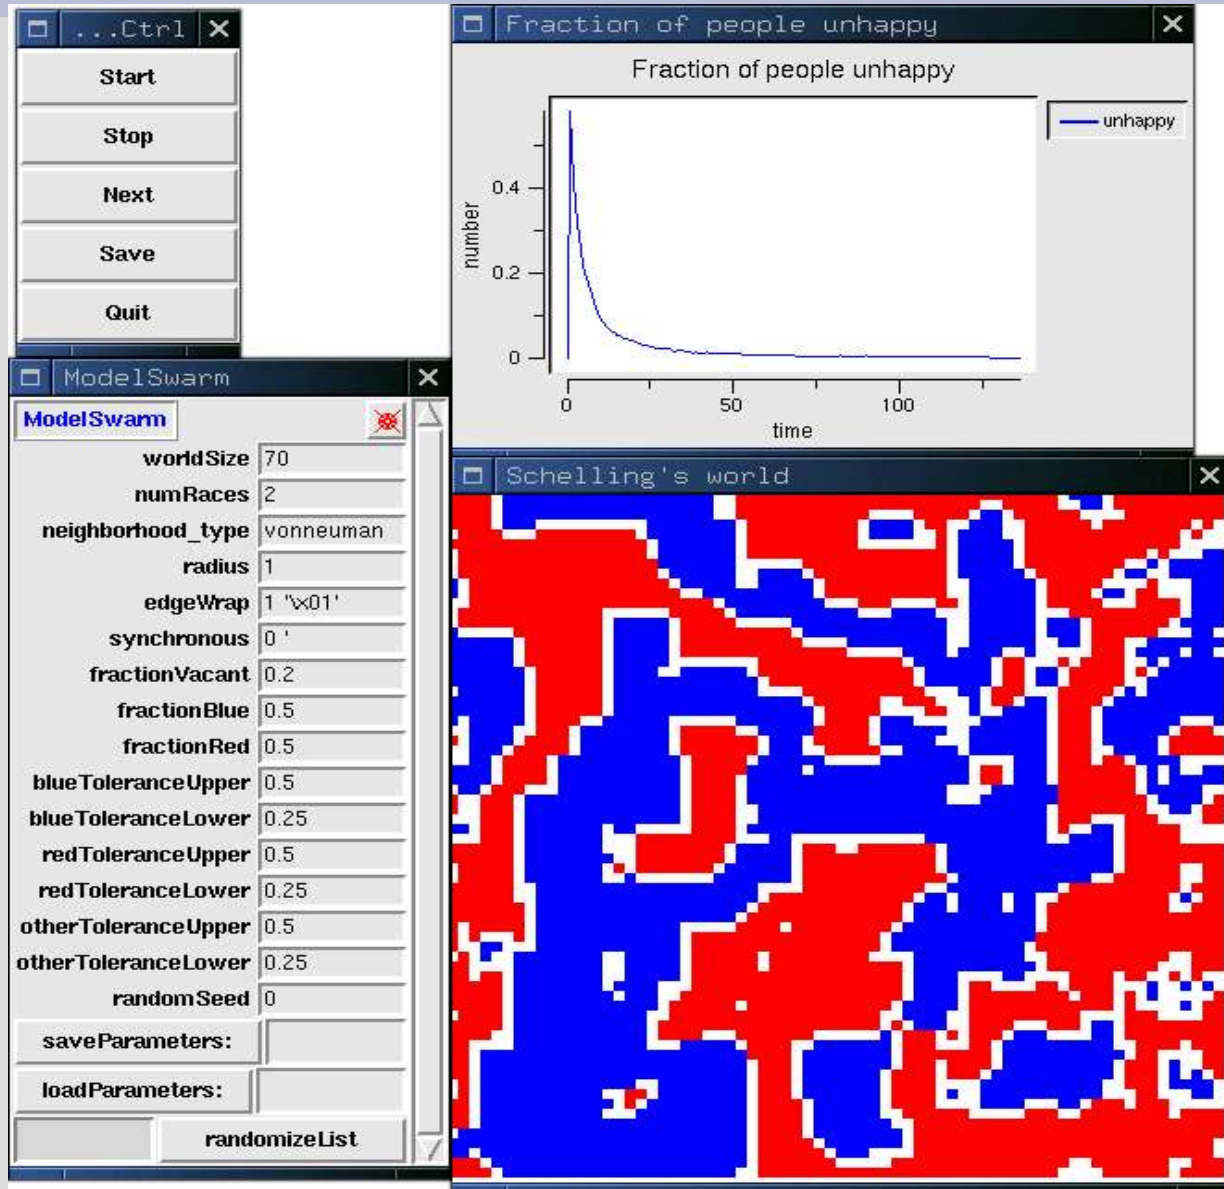 ...Ctrl
Start
Stop
Next
Save
Quit
Fraction of people unhappy
Fraction of people unhappy
unhappy
number
0.4
0.2
0
0 50 100
time
ModelSwarm
ModelSwarm
worldSize 70
numRaces 2
neighborhood_type vonneuman
radius 1
edgeWrap 1 '\x01'
synchronous 0 '
fractionVacant 0.2
fractionBlue 0.5
fractionRed 0.5
blueToleranceUpper 0.5
blueToleranceLower 0.25
redToleranceUpper 0.5
redToleranceLower 0.25
otherToleranceUpper 0.5
otherToleranceLower 0.25
randomSeed 0
saveParameters:
loadParameters:
randomizeList
Schelling's world